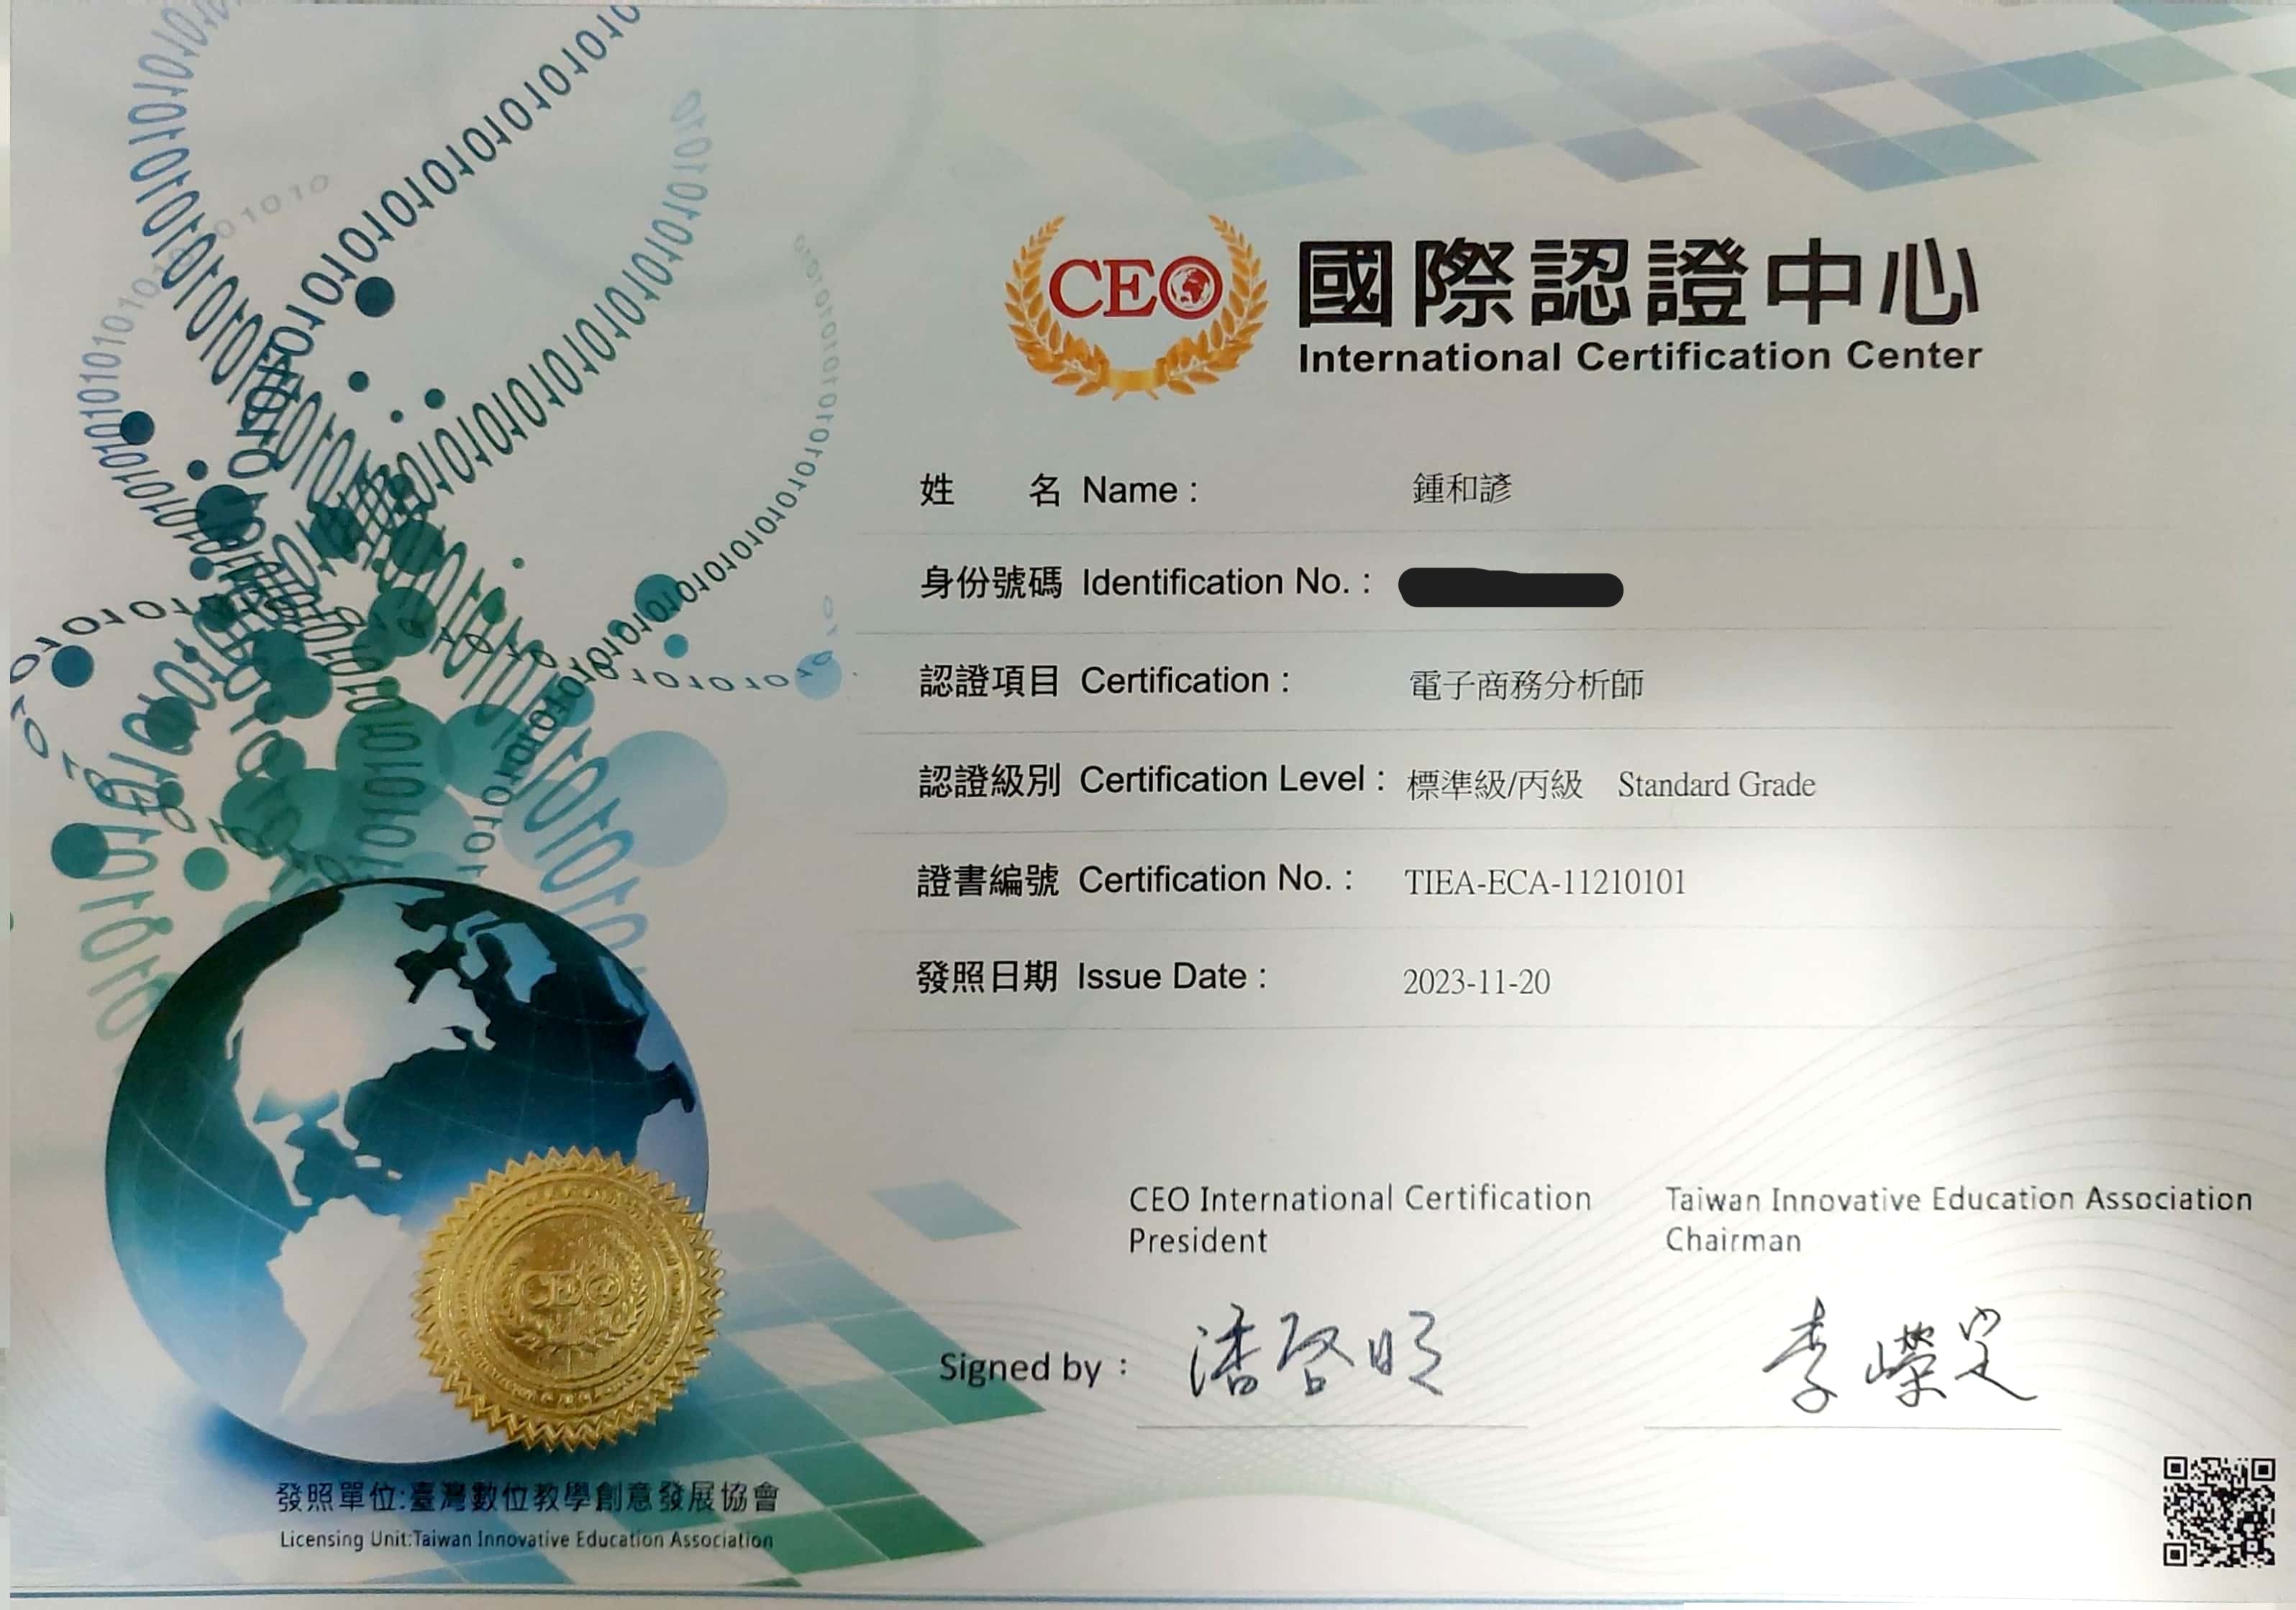 CEO 國際認證中心
International Certification Center
姓 名 Name : 鍾和諺
身份號碼 Identification No. :
認證項目 Certification : 電子商務分析師
認證級別 Certification Level : 標準級/丙級 Standard Grade
證書編號 Certification No. : TIEA-ECA-11210101
發照日期 Issue Date : 2023-11-20
CEO International Certification
President
Taiwan Innovative Education Association
Chairman
Signed by : 潘啓明 李嶸定
CEO
發照單位:臺灣數位教學創意發展協會
Licensing Unit:Taiwan Innovative Education Association